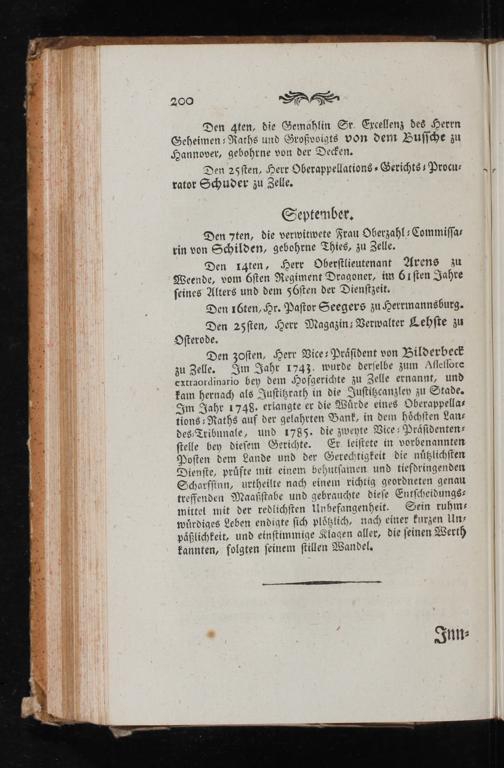 200
Den 4ten, die Gemahlin Sr. Excellenz des Herrn
Geheimen-Raths und Großvoigts von dem Bussche zu
Hannover, gebohrne von der Decken.
Den 25sten, Herr Oberappellations-Gerichts-Procu-
rator Schuder zu Zelle.
September.
Den 7ten, die verwitwete Frau Oberzahl-Commissa-
rin von Schilden, gebohrne Thies, zu Zelle.
Den 14ten, Herr Oberstlieutenant Arens zu
Weende, vom 6sten Regiment Dragoner, im 61sten Jahre
seines Alters und dem 56sten der Dienstzeit.
Den 16ten, Hr. Pastor Seegers zu Herrmannsburg.
Den 25sten, Herr Magazin-Verwalter Lehste zu
Osterode.
Den 30sten, Herr Vice-Präsident von Bilderbeck
zu Zelle. Im Jahr 1743. wurde derselbe zum Assessore
extraordinario bey dem Hofgerichte zu Zelle ernannt, und
kam hernach als Justitzrath in die Justitzcanzley zu Stade.
Im Jahr 1748. erlangte er die Würde eines Oberappella-
tions-Raths auf der gelahrten Bank, in dem höchsten Lan-
des-Tribunale, und 1785. die zweyte Vice-Präsidenten-
stelle bey diesem Gerichte. Er leistete in vorbenannten
Posten dem Lande und der Gerechtigkeit die nützlichsten
Dienste, prüfte mit einem behutsamen und tiefdringenden
Scharfsinn, urtheilte nach einem richtig geordneten genau
treffenden Maaßstabe und gebrauchte diese Entscheidungs-
mittel mit der redlichsten Unbefangenheit. Sein ruhm-
würdiges Leben endigte sich plötzlich, nach einer kurzen Un-
päßlichkeit, und einstimmige Klagen aller, die seinen Werth
kannten, folgten seinem stillen Wandel.
Inn-